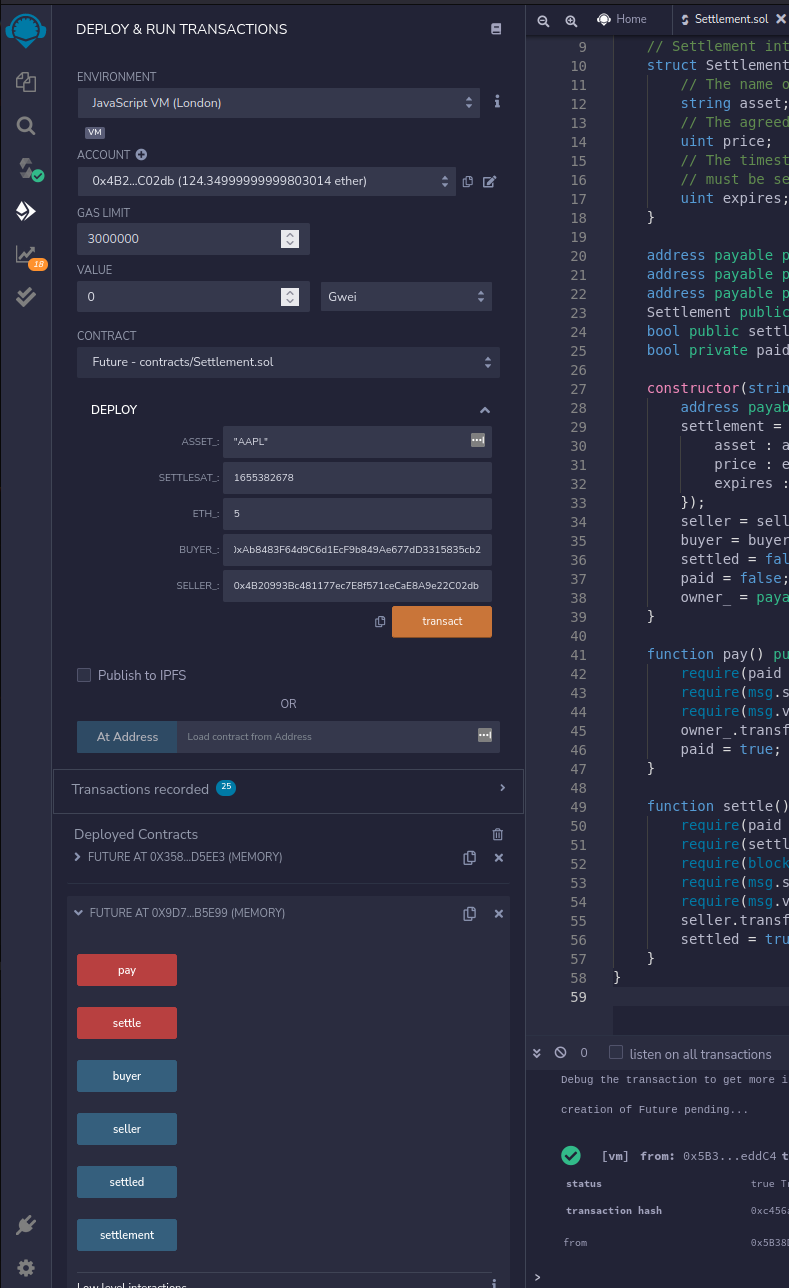 DEPLOY & RUN TRANSACTIONS
ENVIRONMENT
JavaScript VM (London)
VM
ACCOUNT
0x4B2...C02db (124.34999999999803014 ether)
GAS LIMIT
3000000
VALUE
0
Gwei
CONTRACT
Future - contracts/Settlement.sol
DEPLOY
ASSET_: "AAPL"
SETTLESAT_: 1655382678
ETH_: 5
BUYER_: 0xAb8483F64d9C6d1EcF9b849Ae677dD3315835cb2
SELLER_: 0x4B20993Bc481177ec7E8f571ceCaE8A9e22C02db
transact
Publish to IPFS
OR
At Address Load contract from Address
Transactions recorded 25
Deployed Contracts
FUTURE AT 0X358...D5EE3 (MEMORY)
FUTURE AT 0X9D7...B5E99 (MEMORY)
pay
settle
buyer
seller
settled
settlement
Low level interactions
18
Home
Settlement.sol
9 // Settlement int
10 struct Settlement
11 // The name o
12 string asset;
13 // The agreed
14 uint price;
15 // The timest
16 // must be se
17 uint expires;
18 }
19
20 address payable p
21 address payable p
22 address payable p
23 Settlement public
24 bool public settl
25 bool private paid
26
27 constructor(strin
28 address payab
29 settlement =
30 asset : a
31 price : e
32 expires :
33 });
34 seller = sell
35 buyer = buyer
36 settled = fal
37 paid = false;
38 owner_ = paya
39 }
40
41 function pay() pu
42 require(paid
43 require(msg.s
44 require(msg.v
45 owner_.transf
46 paid = true;
47 }
48
49 function settle()
50 require(paid
51 require(settl
52 require(block
53 require(msg.s
54 require(msg.v
55 seller.transf
56 settled = tru
57 }
58 }
59
0 listen on all transactions
Debug the transaction to get more i
creation of Future pending...
[vm] from: 0x5B3...eddC4 t
status true Tr
transaction hash 0xc456a
from 0x5B38D
>